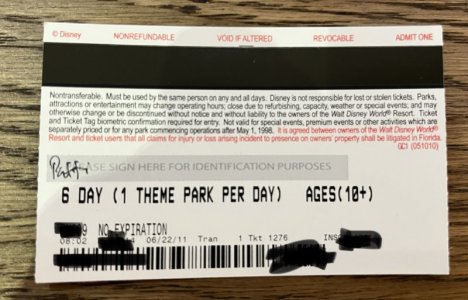 © Disney NONREFUNDABLE VOID IF ALTERED REVOCABLE ADMIT ONE
Nontransferable. Must be used by the same person on any and all days. Disney is not responsible for lost or stolen tickets. Parks,
attractions or entertainment may change operating hours; close due to refurbishing, capacity, weather or special events; and may
otherwise change or be discontinued without notice and without liability to the owners of the Walt Disney World® Resort. Ticket
and Ticket Tag biometric confirmation required for entry. Not valid for special events, premium events or other activities which are
separately priced or for any park commencing operations after May 1, 1998. It is agreed between owners of the Walt Disney World®
Resort and ticket users that all claims for injury or loss arising incident to presence on owners' property shall be litigated in Florida.
GC1 (051010)
SIGN HERE FOR IDENTIFICATION PURPOSES
6 DAY (1 THEME PARK PER DAY) AGES(10+)
9 NO EXPIRATION
08:02 4 06/22/11 Tran 1 Tkt 1276